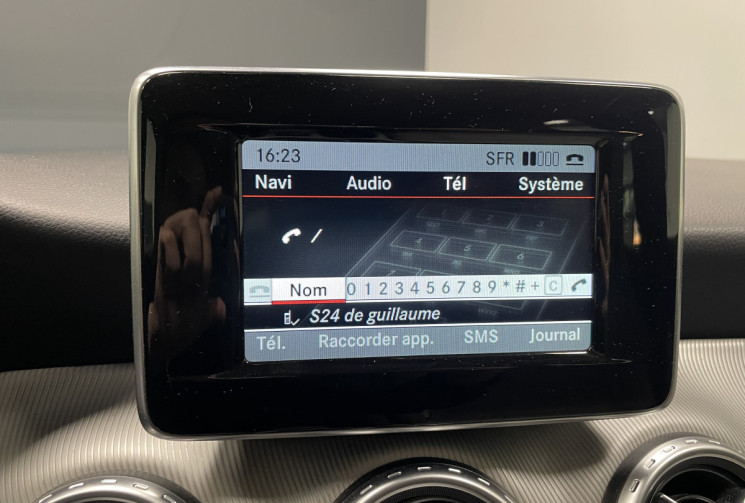 16:23 SFR
Navi Audio Tél Système
/
Nom 0 1 2 3 4 5 6 7 8 9 * # + C
S24 de guillaume
Tél. Raccorder app. SMS Journal